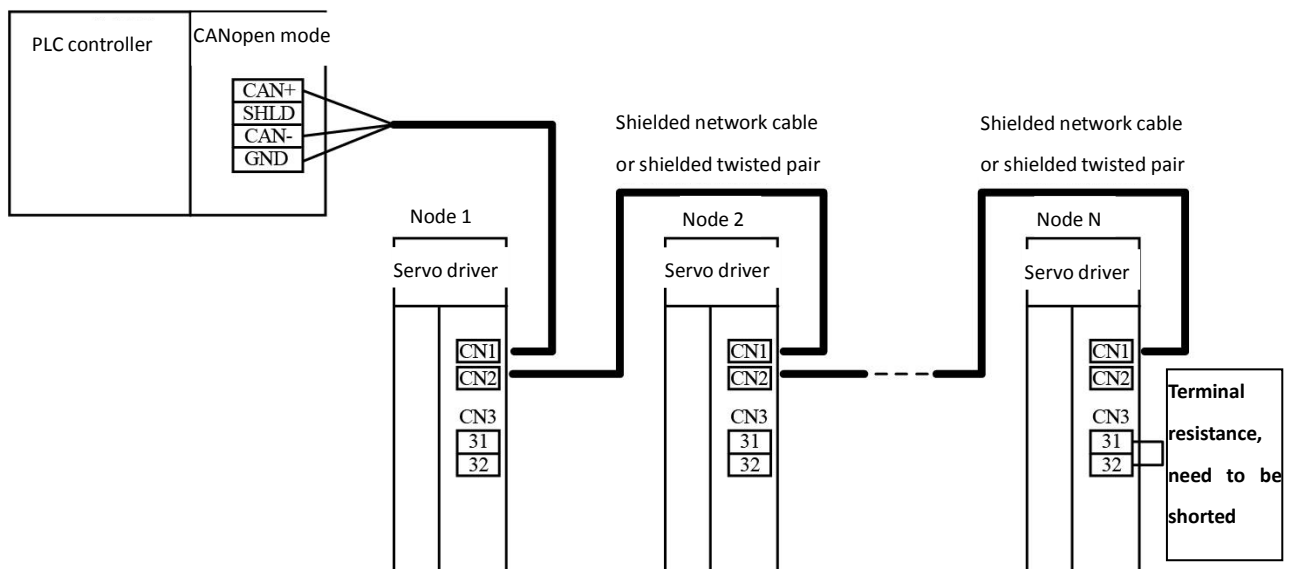 PLC controller
CANopen mode
CAN+
SHLD
CAN-
GND
Shielded network cable
or shielded twisted pair
Shielded network cable
or shielded twisted pair
Node 1
Servo driver
CN1
CN2
CN3
31
32
Node 2
Servo driver
CN1
CN2
CN3
31
32
Node N
Servo driver
CN1
CN2
CN3
31
32
Terminal
resistance,
need to be
shorted